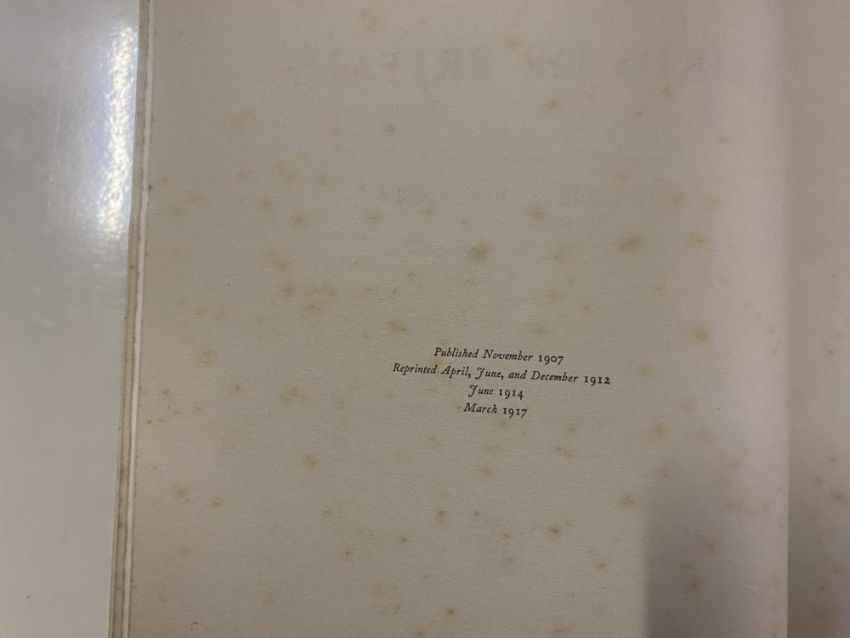 Published November 1907
Reprinted April, June, and December 1912
June 1914
March 1917